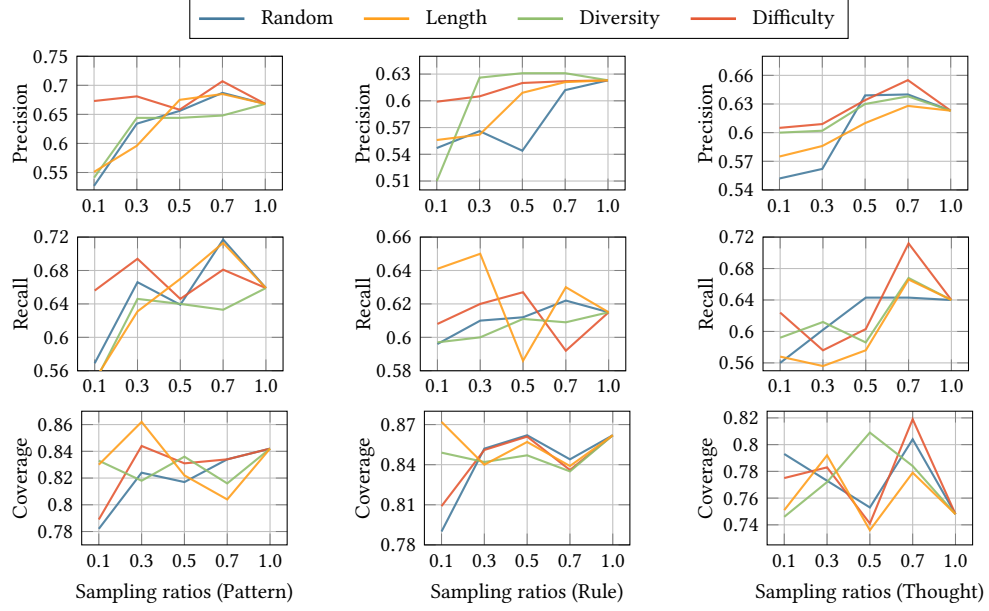 Random Length Diversity Difficulty
Precision
0.75
0.7
0.65
0.6
0.55
0.1 0.3 0.5 0.7 1.0
Precision
0.63
0.6
0.57
0.54
0.51
0.1 0.3 0.5 0.7 1.0
Precision
0.66
0.63
0.6
0.57
0.54
0.1 0.3 0.5 0.7 1.0
Recall
0.72
0.68
0.64
0.6
0.56
0.1 0.3 0.5 0.7 1.0
Recall
0.66
0.64
0.62
0.6
0.58
0.1 0.3 0.5 0.7 1.0
Recall
0.72
0.68
0.64
0.6
0.56
0.1 0.3 0.5 0.7 1.0
Coverage
0.86
0.84
0.82
0.8
0.78
0.1 0.3 0.5 0.7 1.0
Sampling ratios (Pattern)
Coverage
0.87
0.84
0.81
0.78
0.1 0.3 0.5 0.7 1.0
Sampling ratios (Rule)
Coverage
0.82
0.8
0.78
0.76
0.74
0.1 0.3 0.5 0.7 1.0
Sampling ratios (Thought)